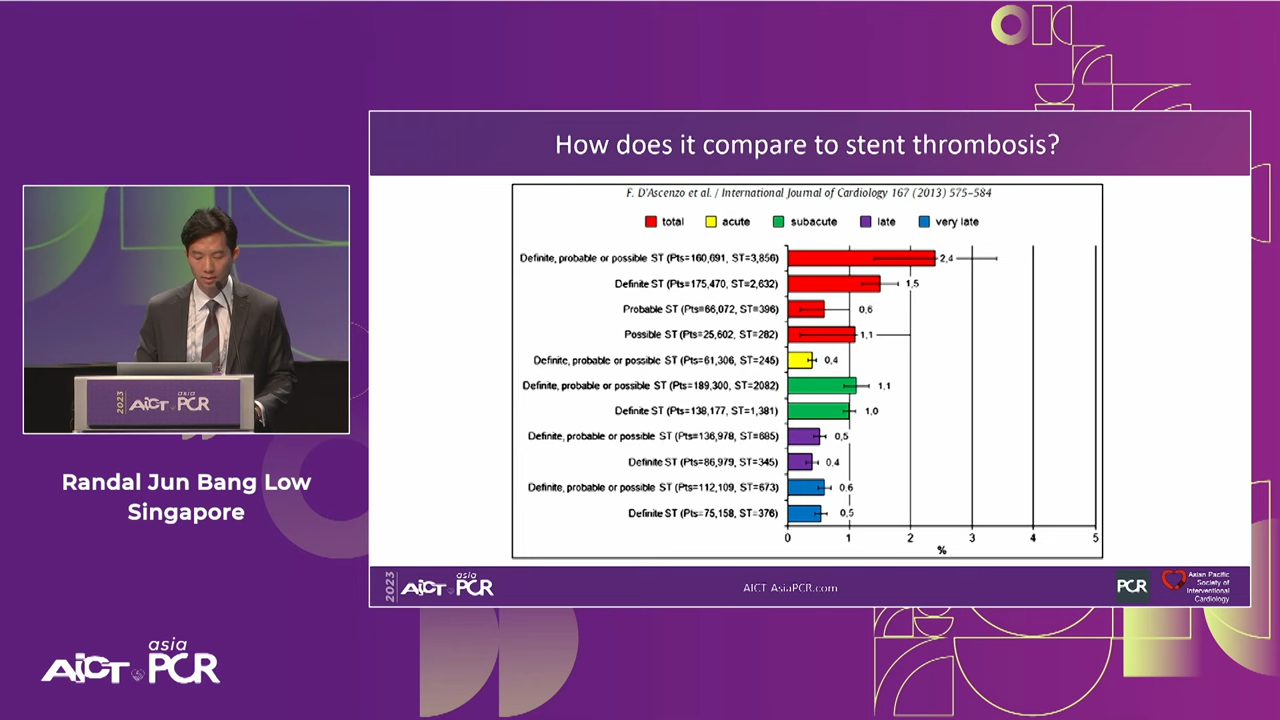 How does it compare to stent thrombosis?
F. D'Ascenzo et al. / International Journal of Cardiology 167 (2013) 575–584
total acute subacute late very late
Definite, probable or possible ST (Pts=160,691, ST=3,856) 2,4
Definite ST (Pts=175,470, ST=2,632) 1,5
Probable ST (Pts=66,072, ST=396) 0,6
Possible ST (Pts=25,602, ST=282) 1,1
Definite, probable or possible ST (Pts=61,306, ST=245) 0,4
Definite, probable or possible ST (Pts=189,300, ST=2082) 1,1
Definite ST (Pts=138,177, ST=1,381) 1,0
Definite, probable or possible ST (Pts=136,978, ST=685) 0,5
Definite ST (Pts=86,979, ST=345) 0,4
Definite, probable or possible ST (Pts=112,109, ST=673) 0,6
Definite ST (Pts=75,158, ST=376) 0,5
0 1 2 3 4 5
%
2023 AICT asia PCR
AICT AsiaPCR.com
PCR
Asian Pacific
Society of
Interventional
Cardiology
2023 AICT asia PCR
Randal Jun Bang Low
Singapore
AICT asia PCR